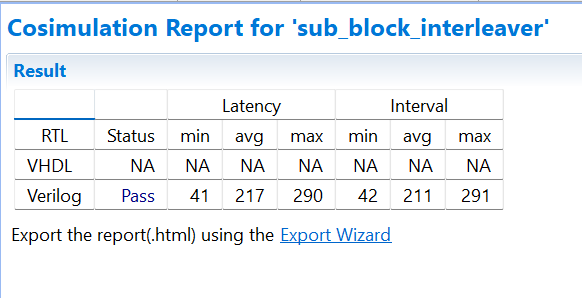 Cosimulation Report for 'sub_block_interleaver'
Result
Latency Interval
RTL Status min avg max min avg max
VHDL NA NA NA NA NA NA NA
Verilog Pass 41 217 290 42 211 291
Export the report(.html) using the Export Wizard